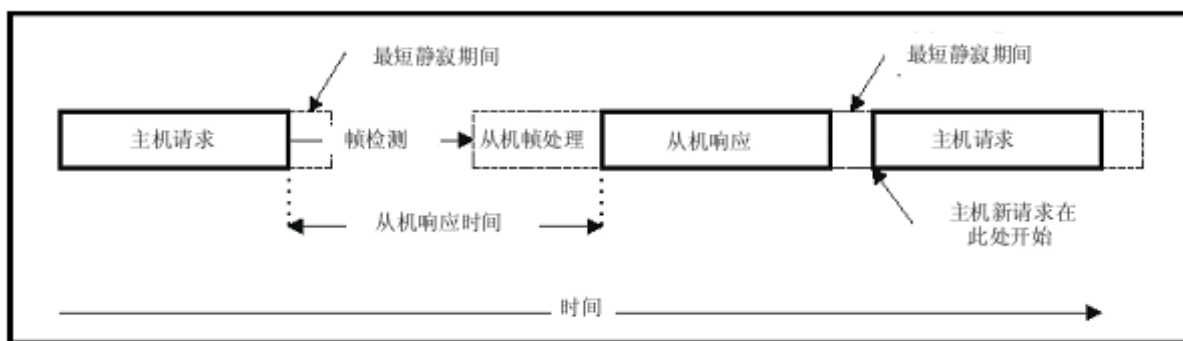 最短静寂期间
最短静寂期间
主机请求
帧检测
从机帧处理
从机响应
主机请求
从机响应时间
主机新请求在
此处开始
时间